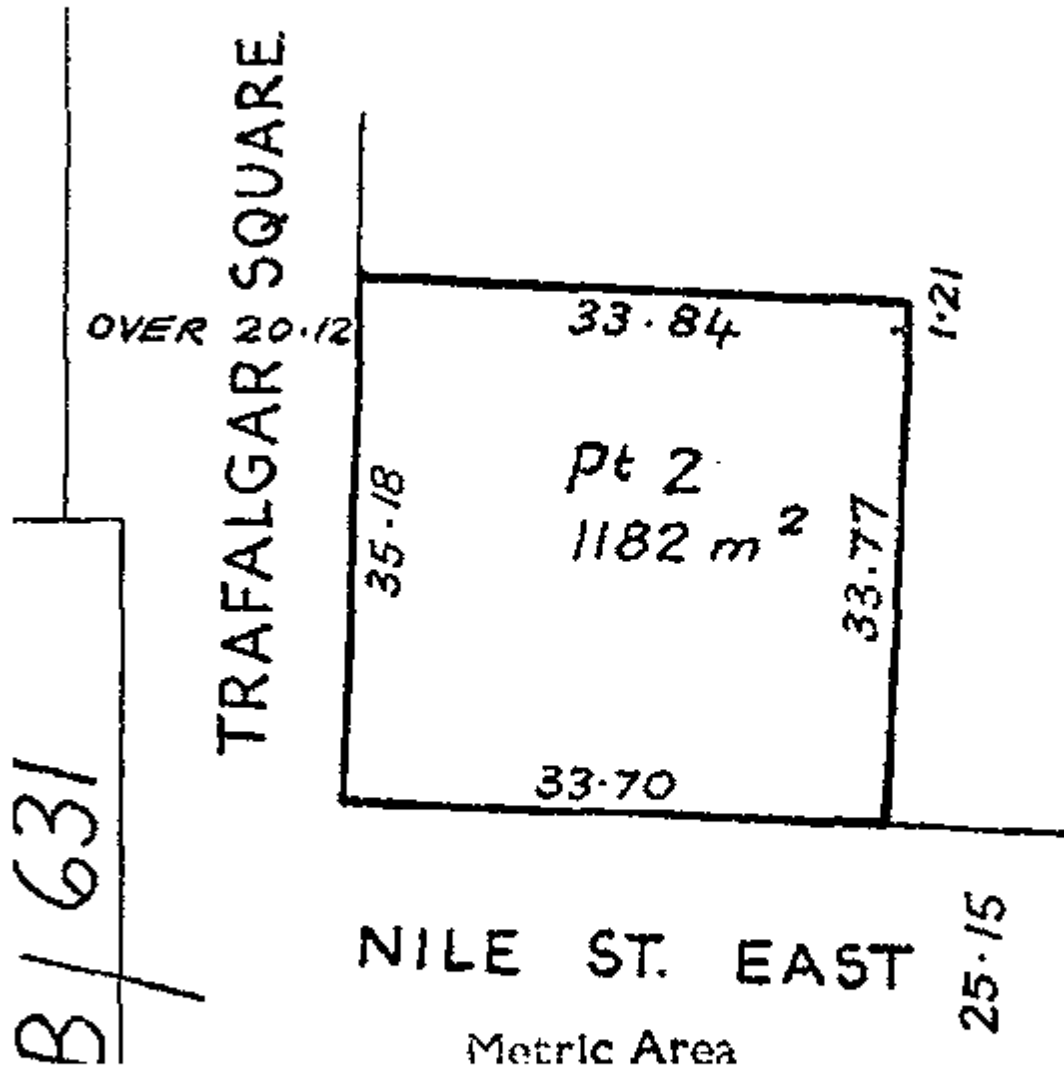 TRAFALGAR SQUARE
OVER 20·12
33·84
1·21
Pt 2
1182 m²
35·18
33·77
33·70
B / 631
NILE ST. EAST
25·15
Metric Area